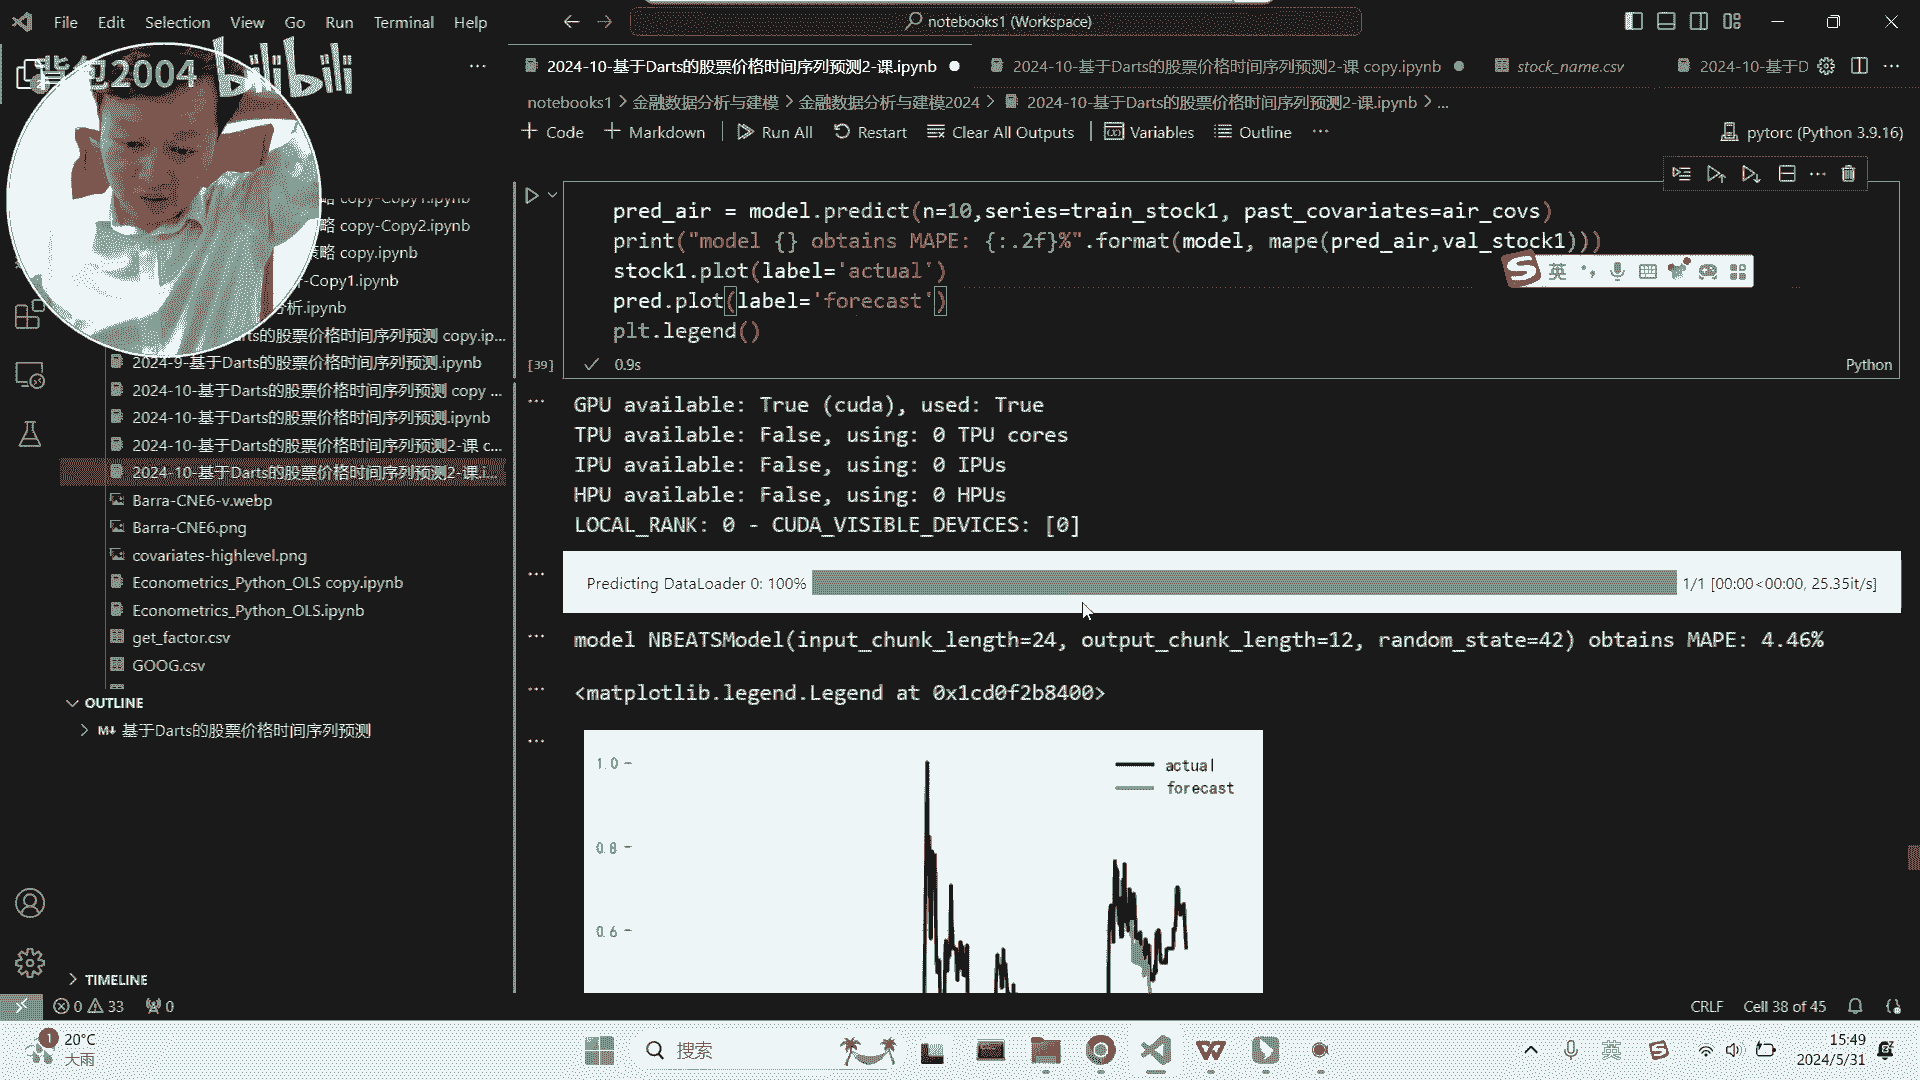 File Edit Selection View Go Run Terminal Help
notebooks1 (Workspace)
背包2004 bilibili
2024-10-基于Darts的股票价格时间序列预测2-课.ipynb
2024-10-基于Darts的股票价格时间序列预测2-课 copy.ipynb
stock_name.csv
2024-10-基于D
notebooks1 > 金融数据分析与建模 > 金融数据分析与建模2024 > 2024-10-基于Darts的股票价格时间序列预测2-课.ipynb > ...
+ Code + Markdown Run All Restart Clear All Outputs Variables Outline ...
pytorc (Python 3.9.16)
略 copy-Copy1.ipynb
略 copy-Copy2.ipynb
略 copy.ipynb
-Copy1.ipynb
分析.ipynb
arts的股票价格时间序列预测 copy.ip...
2024-9-基于Darts的股票价格时间序列预测.ipynb
2024-10-基于Darts的股票价格时间序列预测 copy ...
2024-10-基于Darts的股票价格时间序列预测.ipynb
2024-10-基于Darts的股票价格时间序列预测2-课 c...
2024-10-基于Darts的股票价格时间序列预测2-课.i...
Barra-CNE6-v.webp
Barra-CNE6.png
covariates-highlevel.png
Econometrics_Python_OLS copy.ipynb
Econometrics_Python_OLS.ipynb
get_factor.csv
GOOG.csv
OUTLINE
M↓ 基于Darts的股票价格时间序列预测
TIMELINE
pred_air = model.predict(n=10,series=train_stock1, past_covariates=air_covs)
print("model {} obtains MAPE: {:.2f}%".format(model, mape(pred_air,val_stock1)))
stock1.plot(label='actual')
pred.plot(label='forecast')
plt.legend()
[39] 0.9s Python
英
GPU available: True (cuda), used: True
TPU available: False, using: 0 TPU cores
IPU available: False, using: 0 IPUs
HPU available: False, using: 0 HPUs
LOCAL_RANK: 0 - CUDA_VISIBLE_DEVICES: [0]
Predicting DataLoader 0: 100% 1/1 [00:00<00:00, 25.35it/s]
model NBEATSModel(input_chunk_length=24, output_chunk_length=12, random_state=42) obtains MAPE: 4.46%
<matplotlib.legend.Legend at 0x1cd0f2b8400>
1.0
actual
forecast
0.8
0.6
0 33 0
CRLF Cell 38 of 45
1 20°C
大雨
搜索
英
15:49
2024/5/31